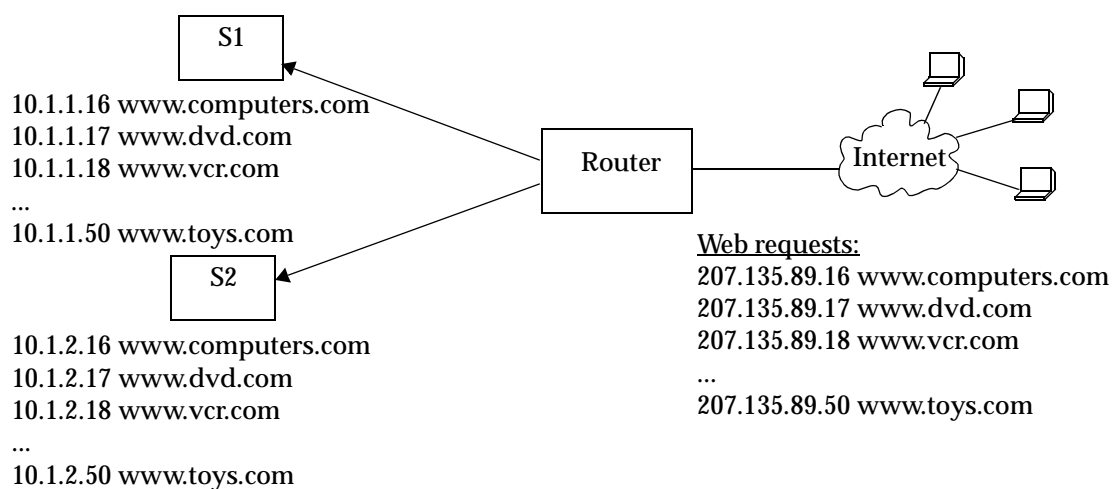 S1
10.1.1.16 www.computers.com
10.1.1.17 www.dvd.com
10.1.1.18 www.vcr.com
...
10.1.1.50 www.toys.com
S2
10.1.2.16 www.computers.com
10.1.2.17 www.dvd.com
10.1.2.18 www.vcr.com
...
10.1.2.50 www.toys.com
Router
Internet
Web requests:
207.135.89.16 www.computers.com
207.135.89.17 www.dvd.com
207.135.89.18 www.vcr.com
...
207.135.89.50 www.toys.com